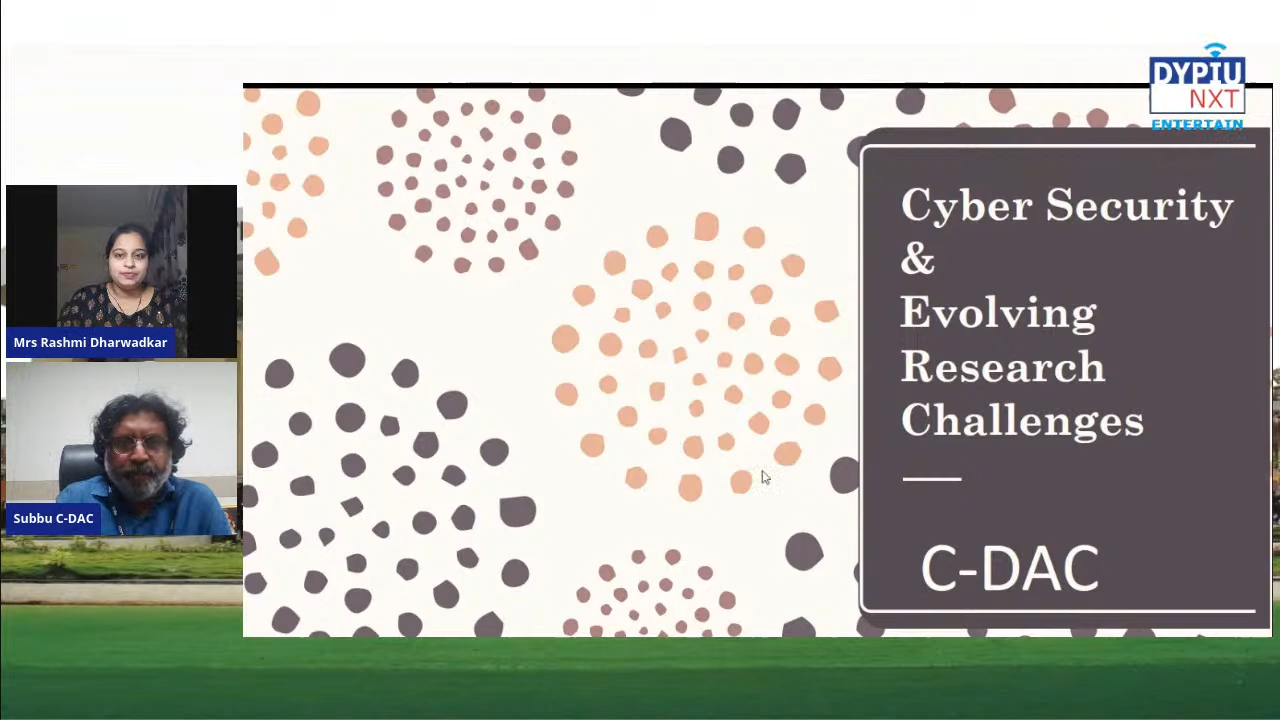 DYPIU
NXT
ENTERTAIN
Mrs Rashmi Dharwadkar
Subbu C-DAC
Cyber Security
&
Evolving
Research
Challenges
C-DAC